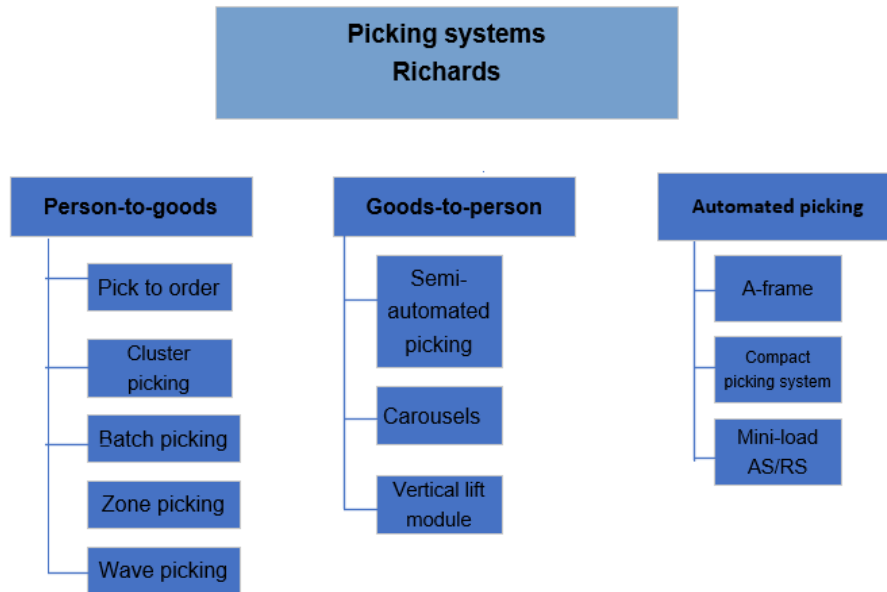 Picking systems
Richards
Person-to-goods
Pick to order
Cluster
picking
Batch picking
Zone picking
Wave picking
Goods-to-person
Semi-
automated
picking
Carousels
Vertical lift
module
Automated picking
A-frame
Compact
picking system
Mini-load
AS/RS